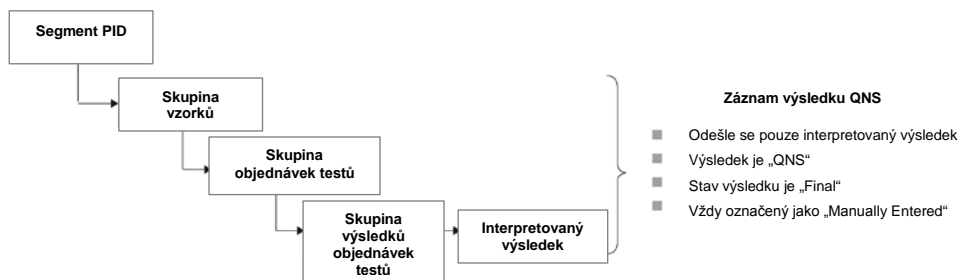 Segment PID
Skupina
vzorků
Skupina
objednávek testů
Skupina
výsledků
objednávek
testů
Interpretovaný
výsledek
Záznam výsledku QNS
Odešle se pouze interpretovaný výsledek
Výsledek je „QNS“
Stav výsledku je „Final“
Vždy označený jako „Manually Entered“